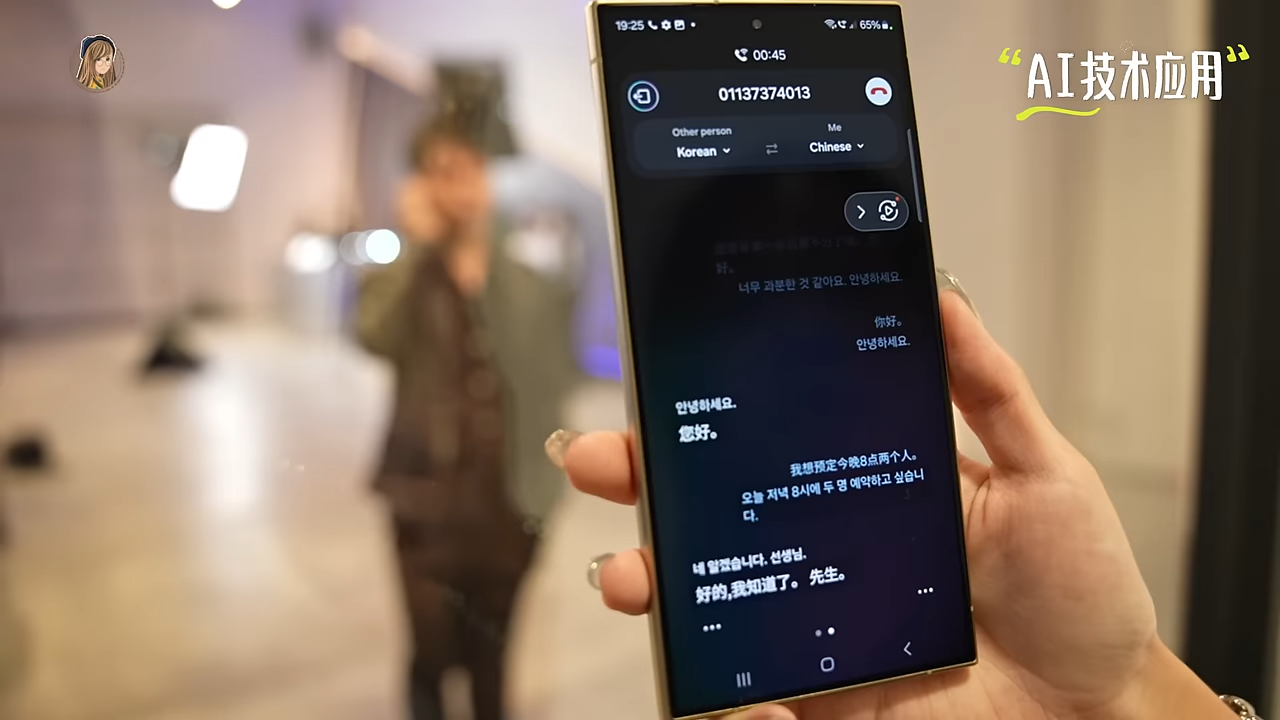 19:25
65%
00:45
01137374013
Other person
Korean
Me
Chinese
“AI技术应用”
好。
너무 과분한 것 같아요. 안녕하세요.
你好。
안녕하세요.
안녕하세요.
您好。
我想预定今晚8点两个人。
오늘 저녁 8시에 두 명 예약하고 싶습니
다.
네 알겠습니다. 선생님.
好的,我知道了。 先生。